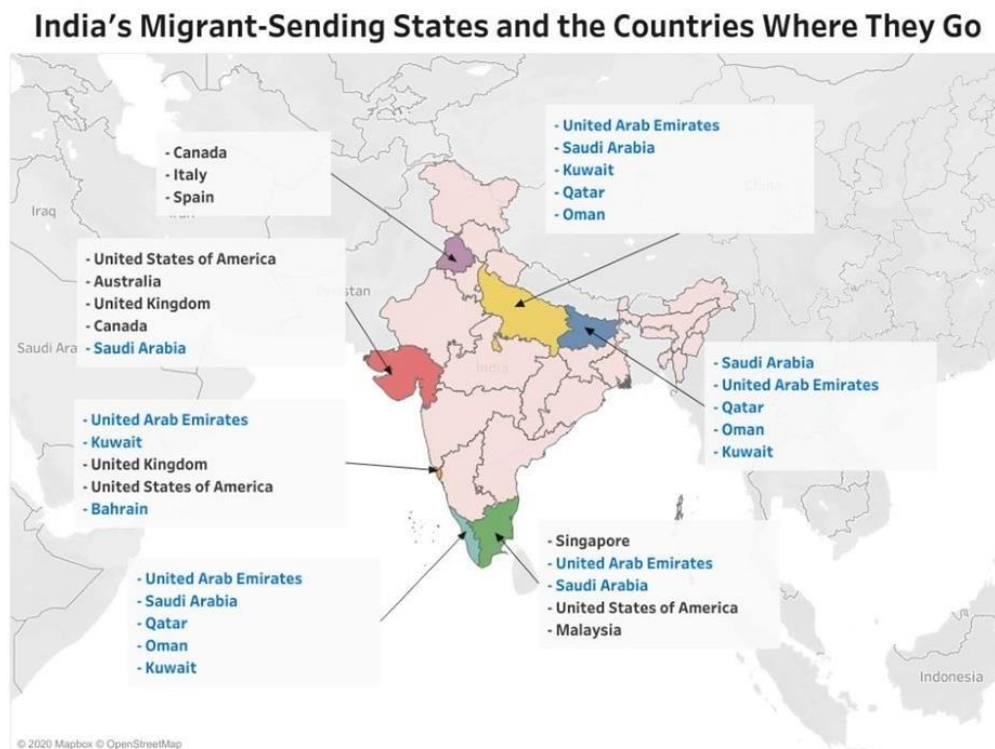 India's Migrant-Sending States and the Countries Where They Go
- Canada
- Italy
- Spain
- United Arab Emirates
- Saudi Arabia
- Kuwait
- Qatar
- Oman
China
Iraq
- United States of America
- Australia
- United Kingdom
- Canada
- Saudi Arabia
Saudi Ara
India
- Saudi Arabia
- United Arab Emirates
- Qatar
- Oman
- Kuwait
- United Arab Emirates
- Kuwait
- United Kingdom
- United States of America
- Bahrain
- United Arab Emirates
- Saudi Arabia
- Qatar
- Oman
- Kuwait
- Singapore
- United Arab Emirates
- Saudi Arabia
- United States of America
- Malaysia
Indonesia
© 2020 Mapbox © OpenStreetMap